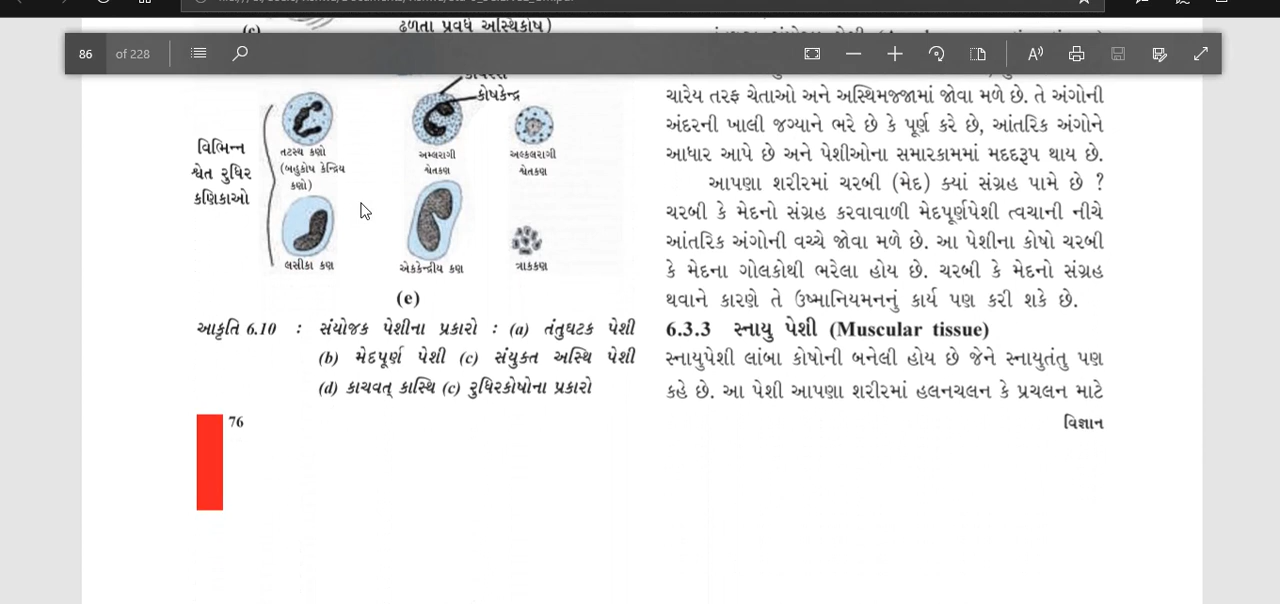 86 of 228
(c)
ઢળતા પ્રવર્ધ અસ્થિકોષ)
કોષકેન્દ્ર
વિભિન્ન
શ્વેત રુધિર
કણિકાઓ
તટસ્થ કણો
(બહુકોષ કેન્દ્રિય
કણો)
અમ્લરાગી
શ્વેતકણ
અલ્કલરાગી
શ્વેતકણ
લસીકા કણ
એકકેન્દ્રીય કણ
ત્રાકકણ
(e)
આકૃતિ 6.10 : સંયોજક પેશીના પ્રકારો : (a) તંતુઘટક પેશી
(b) મેદપૂર્ણ પેશી (c) સંયુક્ત અસ્થિ પેશી
(d) કાચવત્ કાસ્થિ (c) રુધિરકોષોના પ્રકારો
76
ચારેય તરફ ચેતાઓ અને અસ્થિમજ્જામાં જોવા મળે છે. તે અંગોની
અંદરની ખાલી જગ્યાને ભરે છે કે પૂર્ણ કરે છે, આંતરિક અંગોને
આધાર આપે છે અને પેશીઓના સમારકામમાં મદદરૂપ થાય છે.
આપણા શરીરમાં ચરબી (મેદ) ક્યાં સંગ્રહ પામે છે ?
ચરબી કે મેદનો સંગ્રહ કરવાવાળી મેદપૂર્ણપેશી ત્વચાની નીચે
આંતરિક અંગોની વચ્ચે જોવા મળે છે. આ પેશીના કોષો ચરબી
કે મેદના ગોલકોથી ભરેલા હોય છે. ચરબી કે મેદનો સંગ્રહ
થવાને કારણે તે ઉષ્માનિયમનનું કાર્ય પણ કરી શકે છે.
6.3.3 સ્નાયુ પેશી (Muscular tissue)
સ્નાયુપેશી લાંબા કોષોની બનેલી હોય છે જેને સ્નાયુતંતુ પણ
કહે છે. આ પેશી આપણા શરીરમાં હલનચલન કે પ્રચલન માટે
વિજ્ઞાન